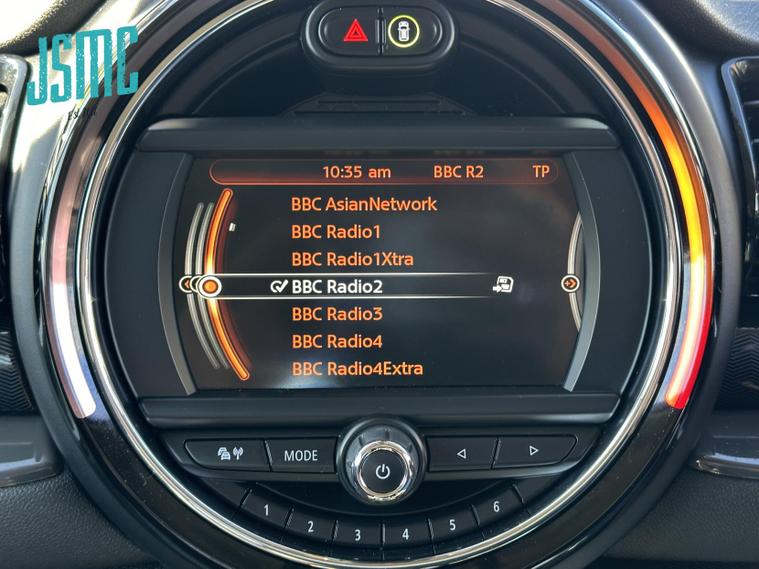 JSMC
10:35 am BBC R2 TP
BBC AsianNetwork
BBC Radio1
BBC Radio1Xtra
BBC Radio2
BBC Radio3
BBC Radio4
BBC Radio4Extra
MODE
1 2 3 4 5 6